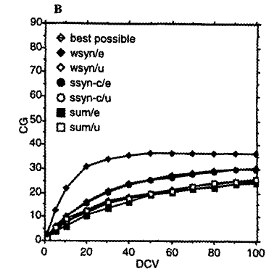 B
90
80
70
60
50
40
30
20
10
0
best possible
wsyn/e
wsyn/u
ssyn-c/e
ssyn-c/u
sum/e
sum/u
CG
0 20 40 60 80 100
DCV